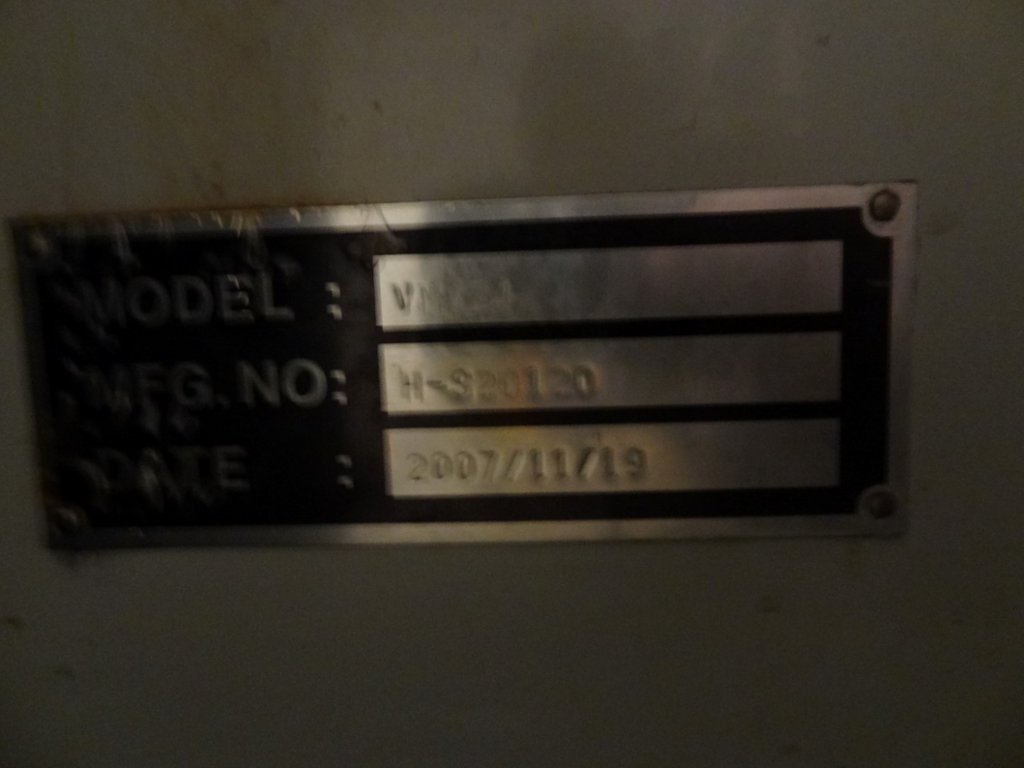 MODEL :
MFG. NO: H-S20120
DATE : 2007/11/19